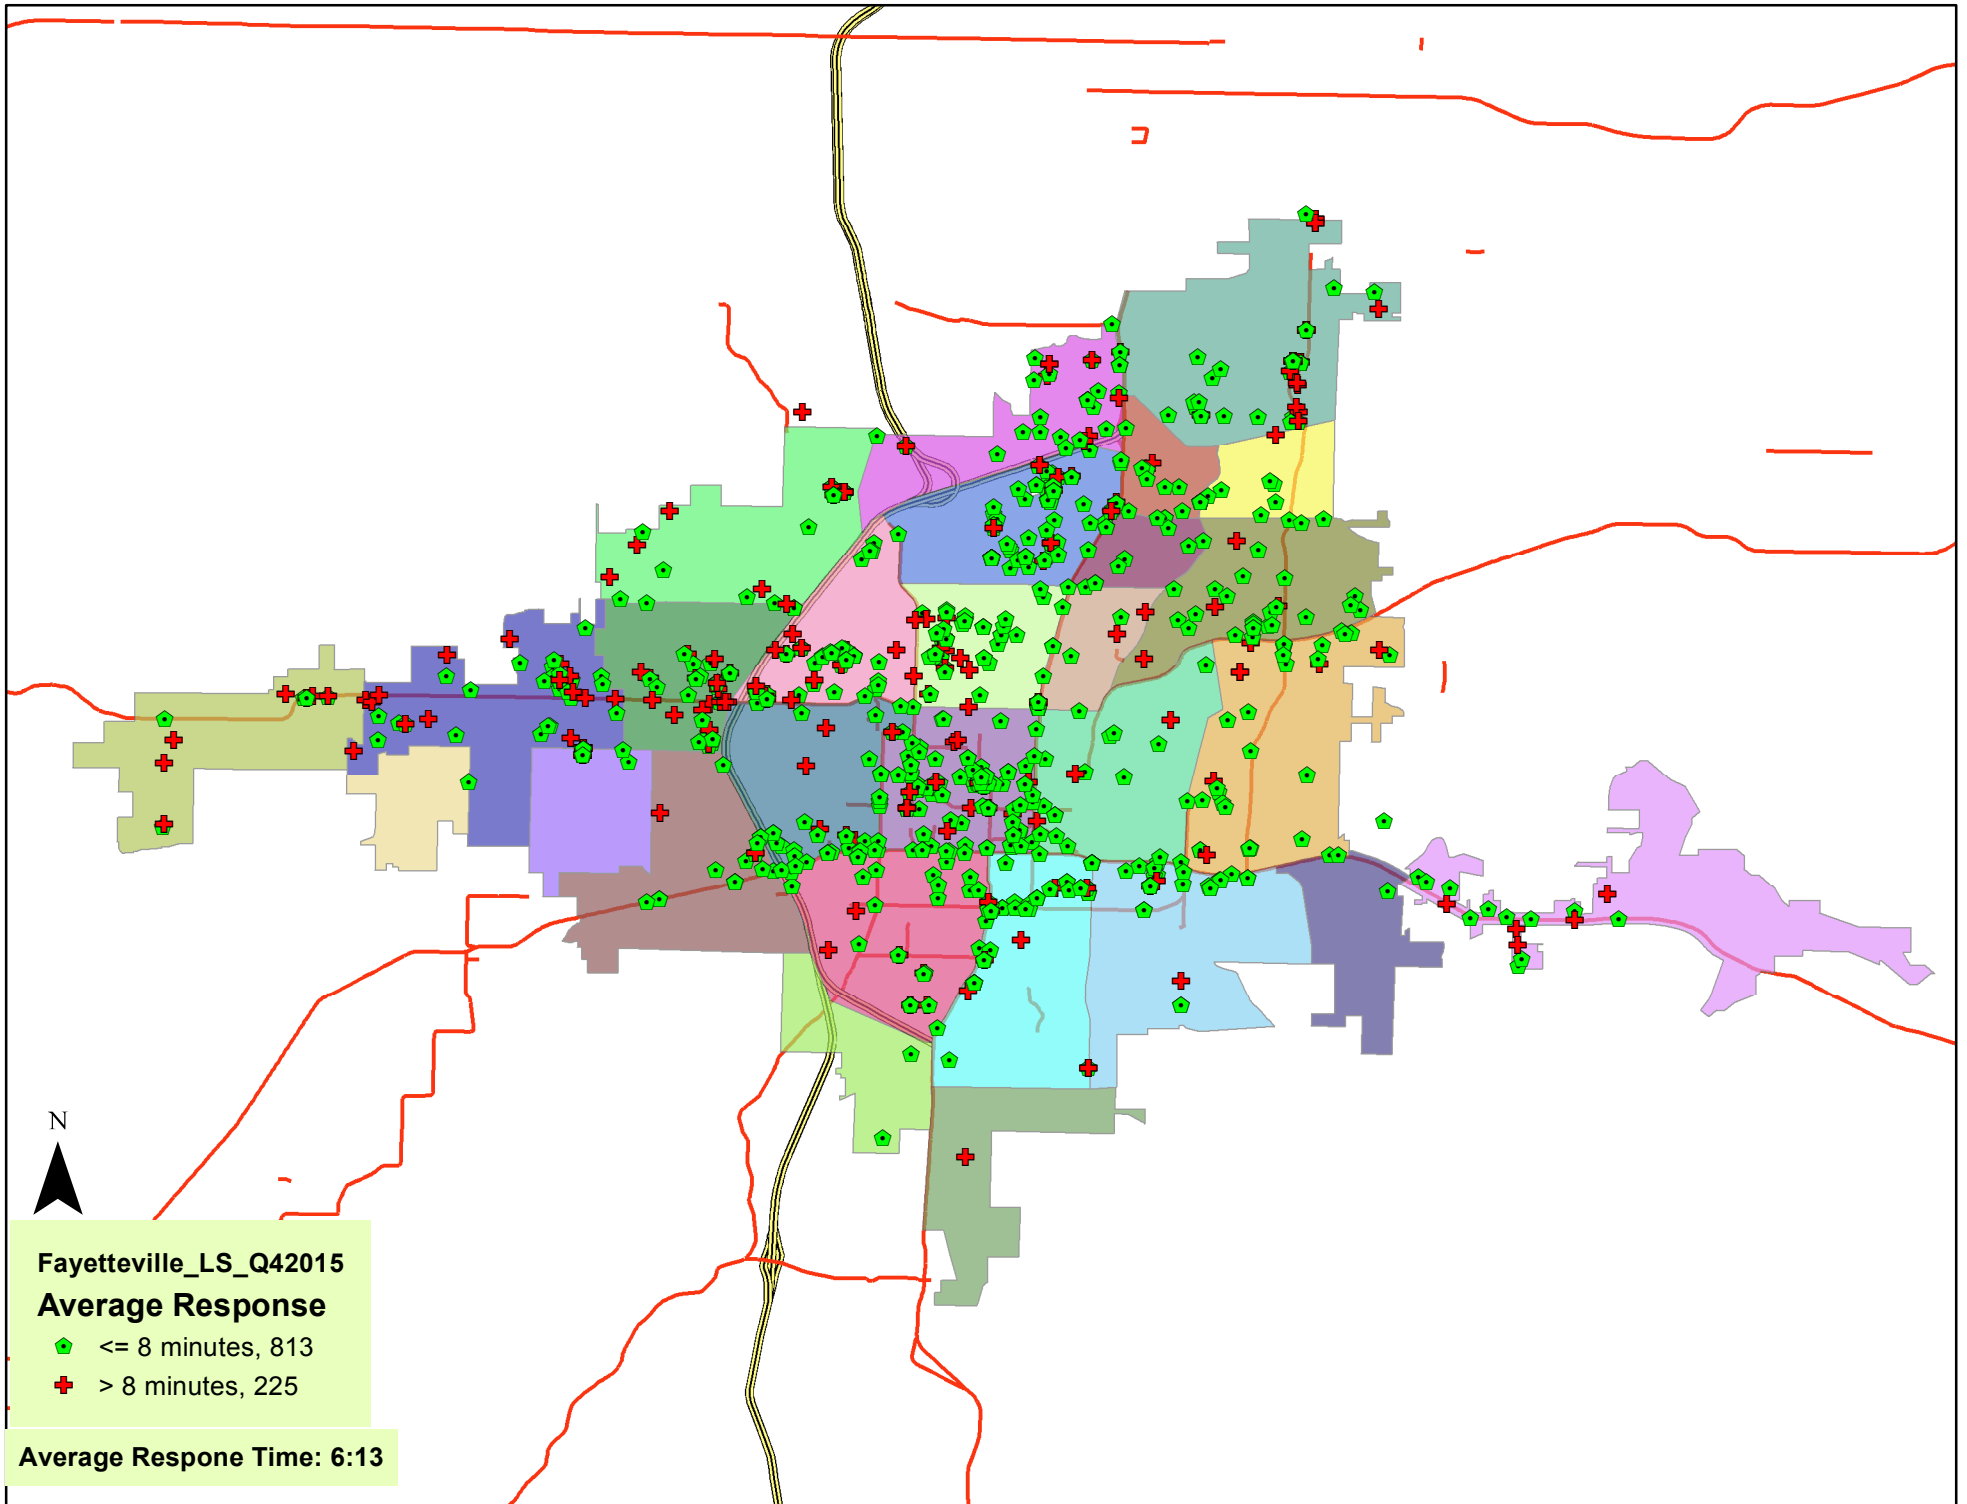 N
Fayetteville_LS_Q42015
Average Response
<= 8 minutes, 813
> 8 minutes, 225
Average Respone Time: 6:13